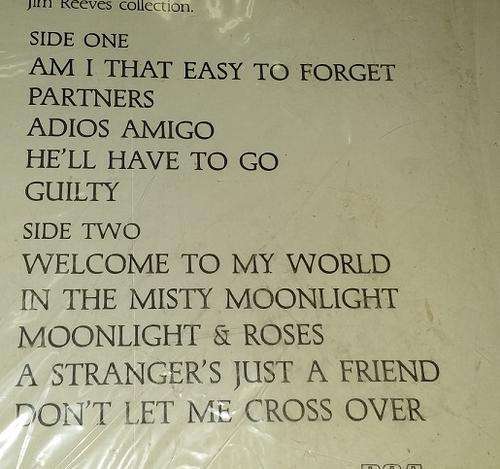 Jim Reeves collection.
SIDE ONE
AM I THAT EASY TO FORGET
PARTNERS
ADIOS AMIGO
HE'LL HAVE TO GO
GUILTY
SIDE TWO
WELCOME TO MY WORLD
IN THE MISTY MOONLIGHT
MOONLIGHT & ROSES
A STRANGER'S JUST A FRIEND
DON'T LET ME CROSS OVER